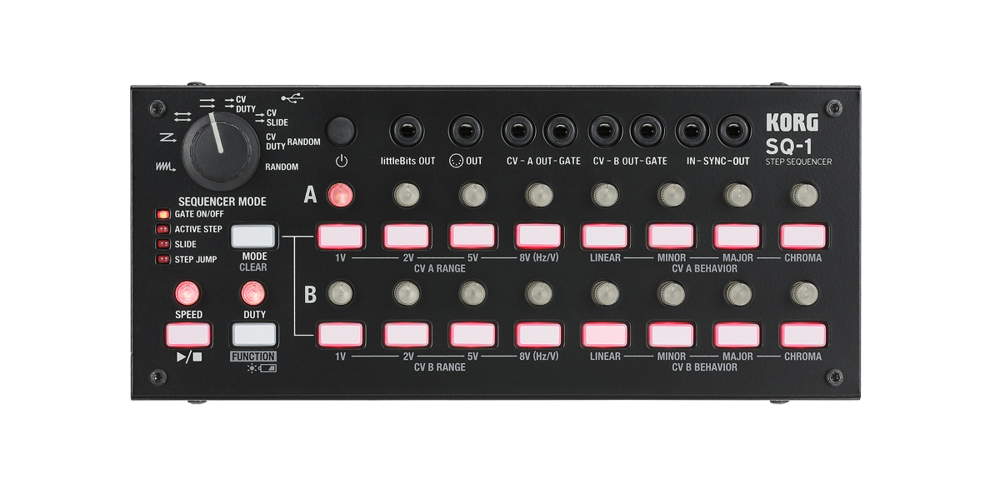 CV
DUTY
CV
SLIDE
CV
DUTY RANDOM
RANDOM
SEQUENCER MODE
littleBits OUT
OUT
CV - A OUT-GATE
CV - B OUT-GATE
IN-SYNC-OUT
KORG
SQ-1
STEP SEQUENCER
A
GATE ON/OFF
ACTIVE STEP
SLIDE
STEP JUMP
MODE
CLEAR
1V
2V
5V
8V (Hz/V)
LINEAR
MINOR
MAJOR
CHROMA
CV A RANGE
CV A BEHAVIOR
B
SPEED
DUTY
FUNCTION
1V
2V
5V
8V (Hz/V)
LINEAR
MINOR
MAJOR
CHROMA
CV B RANGE
CV B BEHAVIOR